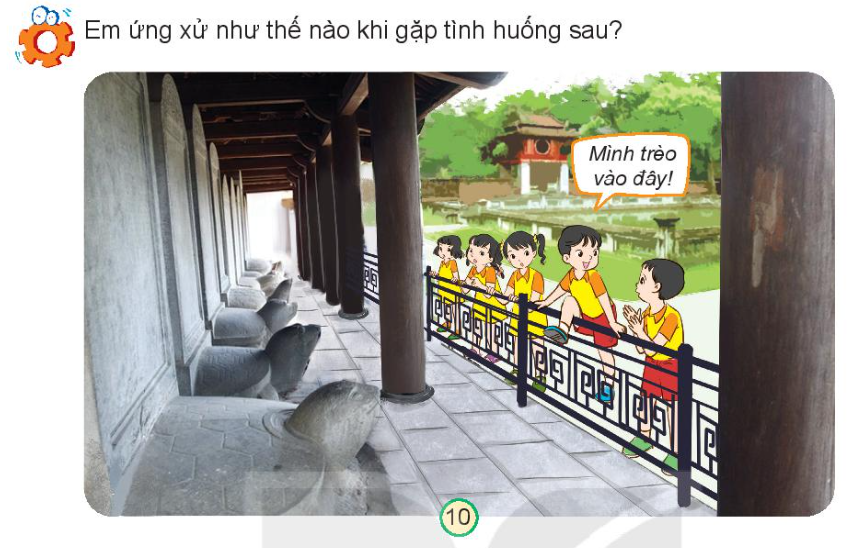 Em ứng xử như thế nào khi gặp tình huống sau?
Mình trèo
vào đây!
10